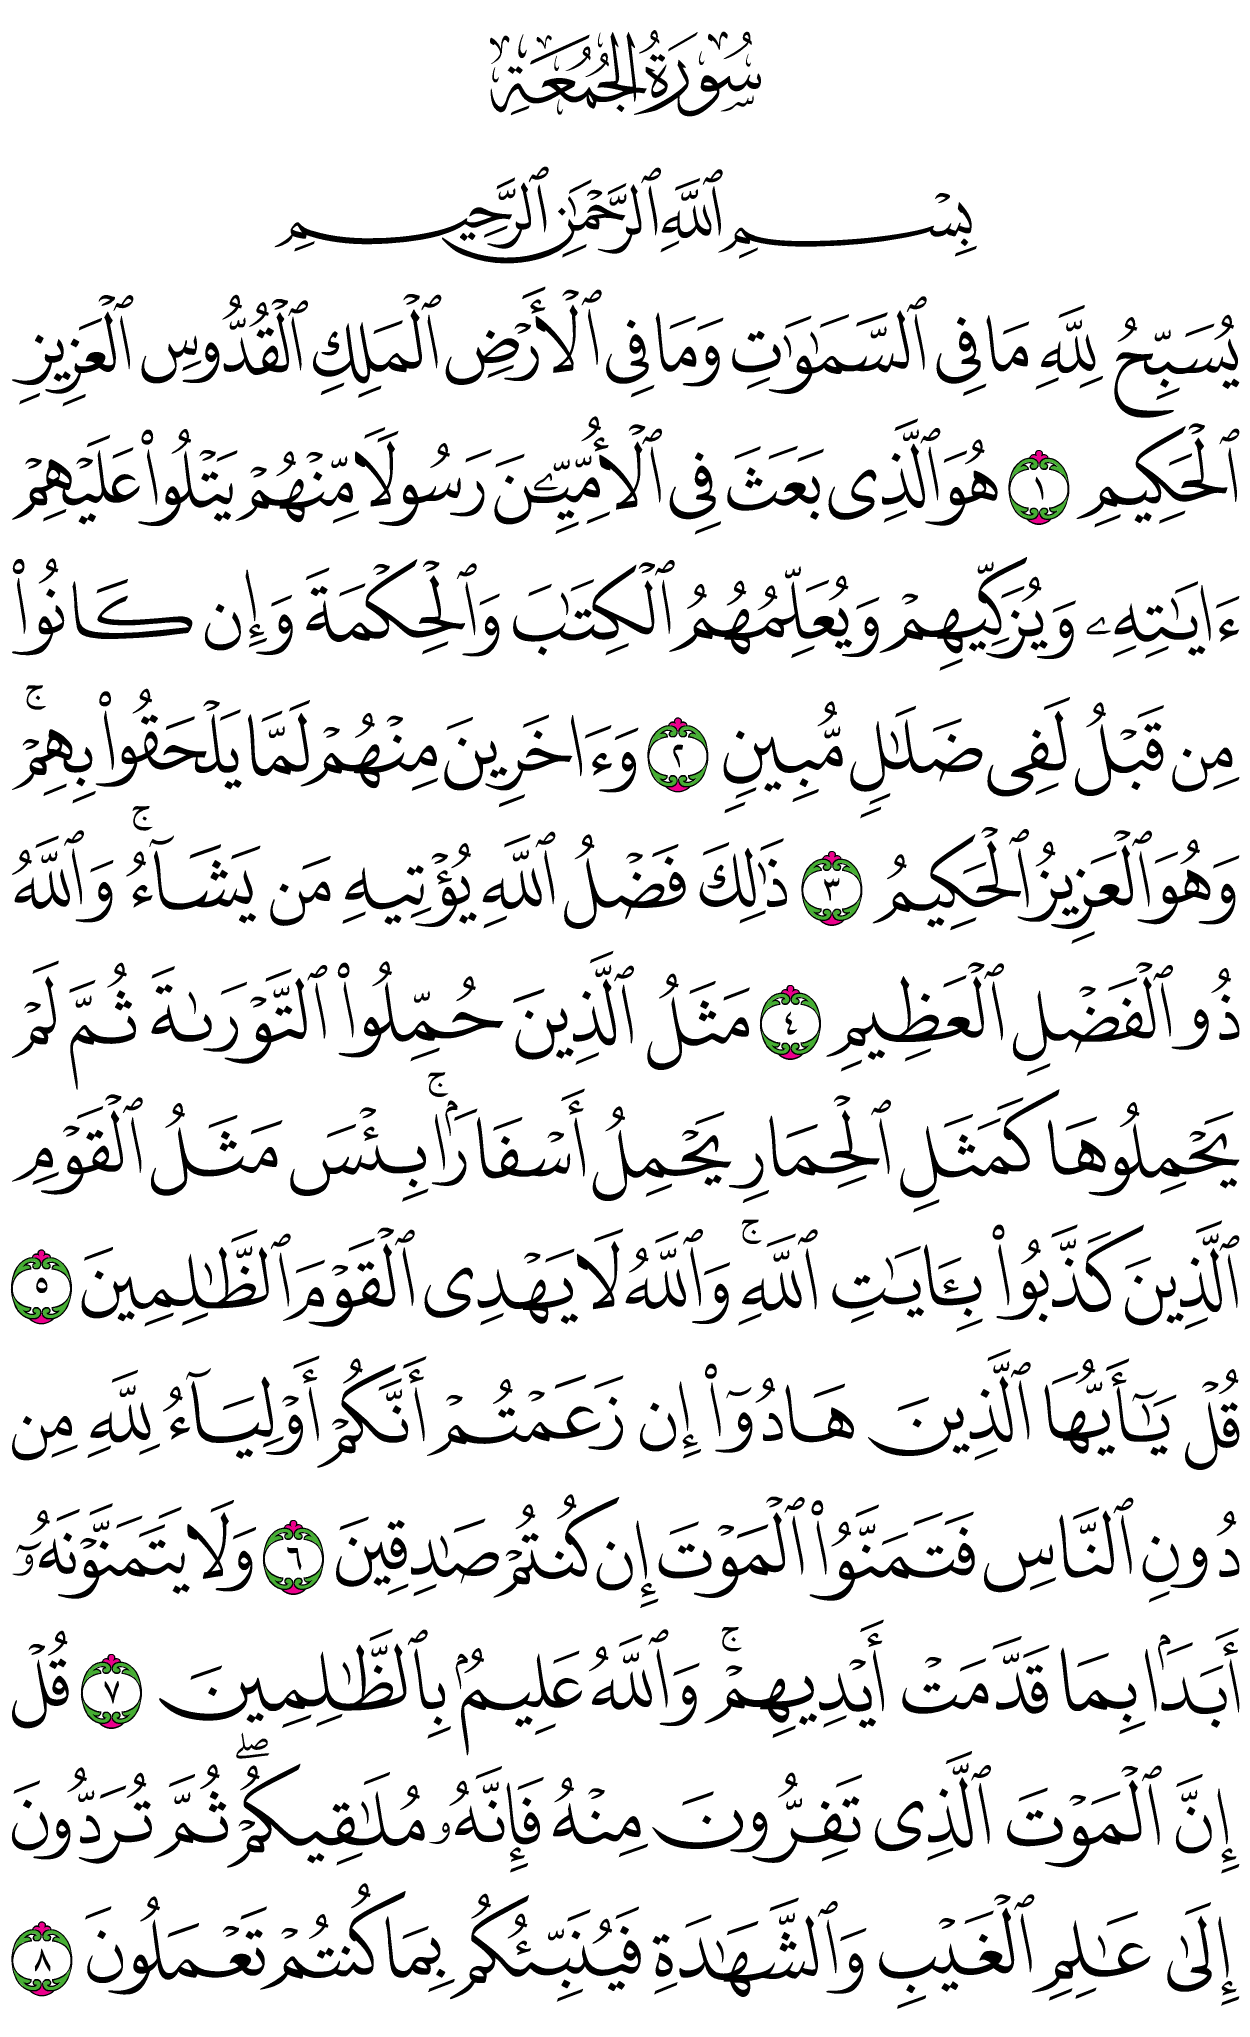 سُورَةُ الجُمُعَةِ
بِسْمِ ٱللَّهِ ٱلرَّحْمَٰنِ ٱلرَّحِيمِ
يُسَبِّحُ لِلَّهِ مَا فِى ٱلسَّمَٰوَٰتِ وَمَا فِى ٱلْأَرْضِ ٱلْمَلِكِ ٱلْقُدُّوسِ ٱلْعَزِيزِ
ٱلْحَكِيمِ ١ هُوَ ٱلَّذِى بَعَثَ فِى ٱلْأُمِّيِّۦنَ رَسُولًا مِّنْهُمْ يَتْلُوا۟ عَلَيْهِمْ
ءَايَٰتِهِۦ وَيُزَكِّيهِمْ وَيُعَلِّمُهُمُ ٱلْكِتَٰبَ وَٱلْحِكْمَةَ وَإِن كَانُوا۟
مِن قَبْلُ لَفِى ضَلَٰلٍ مُّبِينٍ ٢ وَءَاخَرِينَ مِنْهُمْ لَمَّا يَلْحَقُوا۟ بِهِمْ ۚ
وَهُوَ ٱلْعَزِيزُ ٱلْحَكِيمُ ٣ ذَٰلِكَ فَضْلُ ٱللَّهِ يُؤْتِيهِ مَن يَشَآءُ ۚ وَٱللَّهُ
ذُو ٱلْفَضْلِ ٱلْعَظِيمِ ٤ مَثَلُ ٱلَّذِينَ حُمِّلُوا۟ ٱلتَّوْرَىٰةَ ثُمَّ لَمْ
يَحْمِلُوهَا كَمَثَلِ ٱلْحِمَارِ يَحْمِلُ أَسْفَارًۢا ۚ بِئْسَ مَثَلُ ٱلْقَوْمِ
ٱلَّذِينَ كَذَّبُوا۟ بِـَٔايَٰتِ ٱللَّهِ ۚ وَٱللَّهُ لَا يَهْدِى ٱلْقَوْمَ ٱلظَّٰلِمِينَ ٥
قُلْ يَٰٓأَيُّهَا ٱلَّذِينَ هَادُوٓا۟ إِن زَعَمْتُمْ أَنَّكُمْ أَوْلِيَآءُ لِلَّهِ مِن
دُونِ ٱلنَّاسِ فَتَمَنَّوُا۟ ٱلْمَوْتَ إِن كُنتُمْ صَٰدِقِينَ ٦ وَلَا يَتَمَنَّوْنَهُۥٓ
أَبَدًۢا بِمَا قَدَّمَتْ أَيْدِيهِمْ ۚ وَٱللَّهُ عَلِيمٌۢ بِٱلظَّٰلِمِينَ ٧ قُلْ
إِنَّ ٱلْمَوْتَ ٱلَّذِى تَفِرُّونَ مِنْهُ فَإِنَّهُۥ مُلَٰقِيكُمْ ۖ ثُمَّ تُرَدُّونَ
إِلَىٰ عَٰلِمِ ٱلْغَيْبِ وَٱلشَّهَٰدَةِ فَيُنَبِّئُكُم بِمَا كُنتُمْ تَعْمَلُونَ ٨